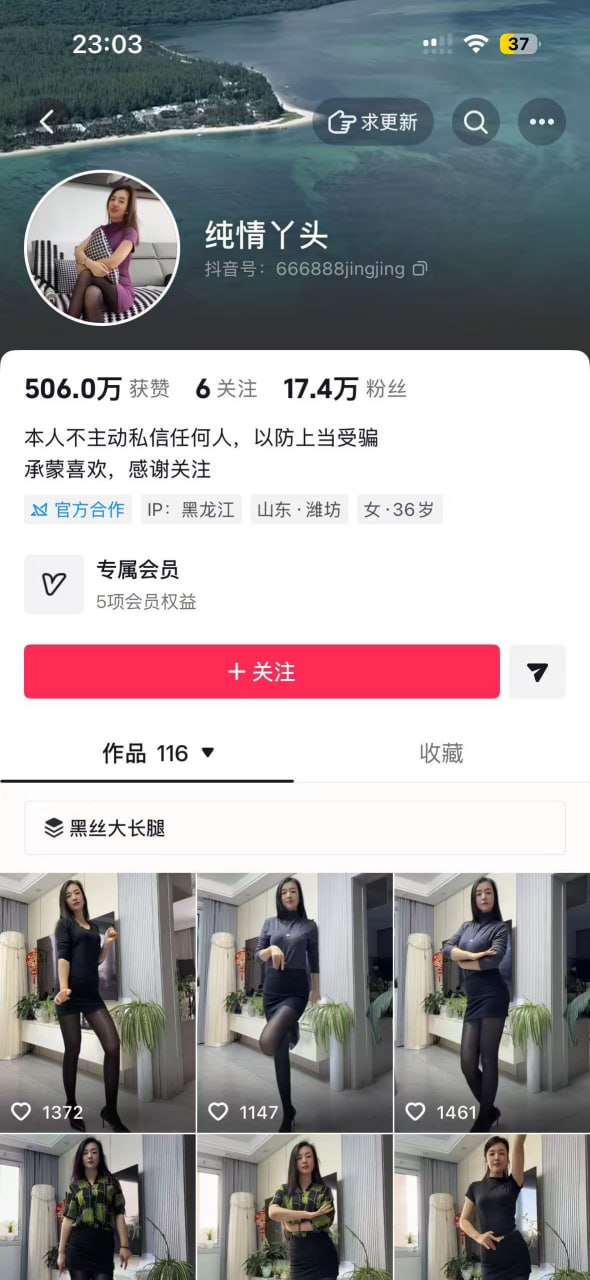 23:03
37
求更新
纯情丫头
抖音号：666888jingjing
506.0万 获赞 6 关注 17.4万 粉丝
本人不主动私信任何人，以防上当受骗
承蒙喜欢，感谢关注
官方合作 IP：黑龙江 山东·潍坊 女·36岁
专属会员
5项会员权益
+ 关注
作品 116 收藏
黑丝大长腿
1372 1147 1461